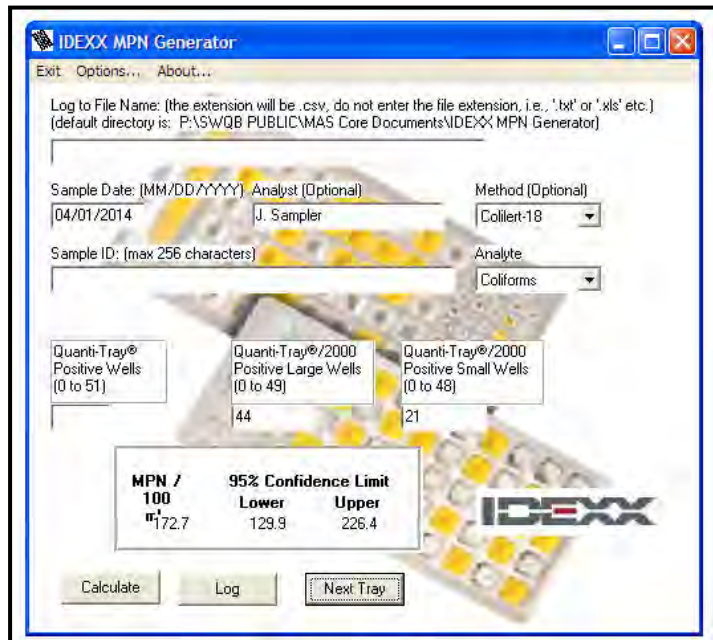 IDEXX MPN Generator
Exit Options... About...
Log to File Name: (the extension will be .csv, do not enter the file extension, i.e., '.txt' or '.xls' etc.)
(default directory is: P:\SWQB PUBLIC\MAS Core Documents\IDEXX MPN Generator)
Sample Date: (MM/DD/YYYY) Analyst (Optional) Method (Optional)
04/01/2014 J. Sampler Colilert-18
Sample ID: (max 256 characters) Analyte
Coliforms
Quanti-Tray® Quanti-Tray®/2000 Quanti-Tray®/2000
Positive Wells Positive Large Wells Positive Small Wells
(0 to 51) (0 to 49) (0 to 48)
44 21
MPN / 95% Confidence Limit
100 Lower Upper
ml 172.7 129.9 226.4
IDEXX
Calculate Log Next Tray